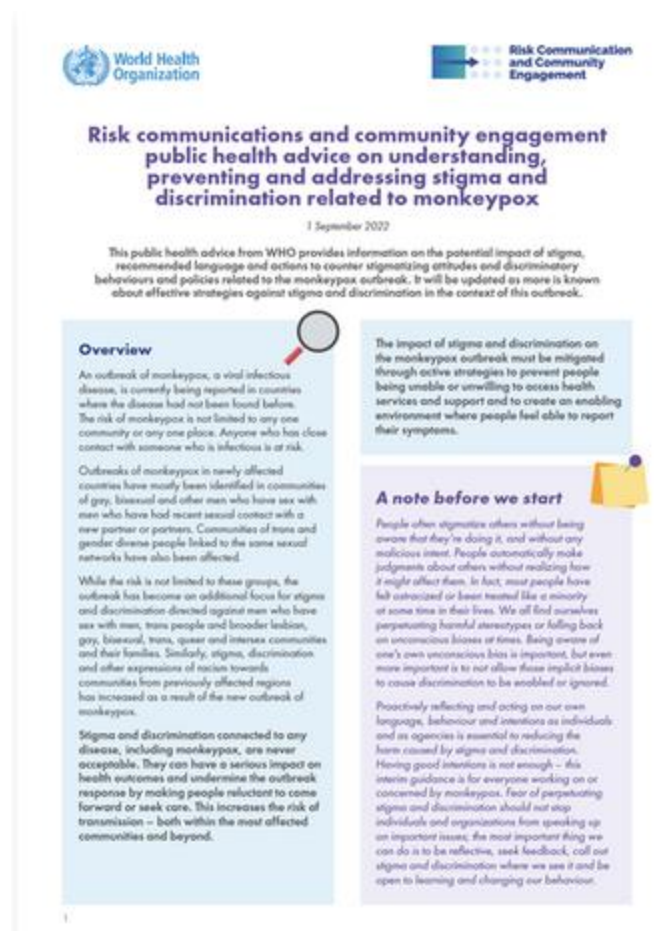 World Health
Organization
Risk Communication
and Community
Engagement
Risk communications and community engagement
public health advice on understanding,
preventing and addressing stigma and
discrimination related to monkeypox
1 September 2022
This public health advice from WHO provides information on the potential impact of stigma,
recommended language and actions to counter stigmatizing attitudes and discriminatory
behaviours and policies related to the monkeypox outbreak. It will be updated as more is known
about effective strategies against stigma and discrimination in the context of this outbreak.
Overview
An outbreak of monkeypox, a viral infectious
disease, is currently being reported in countries
where the disease had not been found before.
The risk of monkeypox is not limited to any one
community or any one place. Anyone who has close
contact with someone who is infectious is at risk.
Outbreaks of monkeypox in newly affected
countries have mostly been identified in communities
of gay, bisexual and other men who have sex with
men who have had recent sexual contact with a
new partner or partners. Communities of trans and
gender diverse people linked to the same sexual
networks have also been affected.
While the risk is not limited to these groups, the
outbreak has become an additional focus for stigma
and discrimination directed against men who have
sex with men, trans people and broader lesbian,
gay, bisexual, trans, queer and intersex communities
and their families. Similarly, stigma, discrimination
and other expressions of racism towards
communities from previously affected regions
has increased as a result of the new outbreak of
monkeypox.
Stigma and discrimination connected to any
disease, including monkeypox, are never
acceptable. They can have a serious impact on
health outcomes and undermine the outbreak
response by making people reluctant to come
forward or seek care. This increases the risk of
transmission – both within the most affected
communities and beyond.
The impact of stigma and discrimination on
the monkeypox outbreak must be mitigated
through active strategies to prevent people
being unable or unwilling to access health
services and support and to create an enabling
environment where people feel able to report
their symptoms.
A note before we start
People often stigmatize others without being
aware that they're doing it, and without any
malicious intent. People automatically make
judgments about others without realizing how
it might affect them. In fact, most people have
felt ostracized or been treated like a minority
at some time in their lives. We all find ourselves
perpetuating harmful stereotypes or falling back
on unconscious biases at times. Being aware of
one's own unconscious bias is important, but even
more important is to not allow those implicit biases
to cause discrimination to be enabled or ignored.
Proactively reflecting and acting on our own
language, behaviour and intentions as individuals
and as agencies is essential to reducing the
harm caused by stigma and discrimination.
Having good intentions is not enough – this
interim guidance is for everyone working on or
concerned by monkeypox. Fear of perpetuating
stigma and discrimination should not stop
individuals and organizations from speaking up
on important issues; the most important thing we
can do is to be reflective, seek feedback, call out
stigma and discrimination where we see it and be
open to learning and changing our behaviour.
1